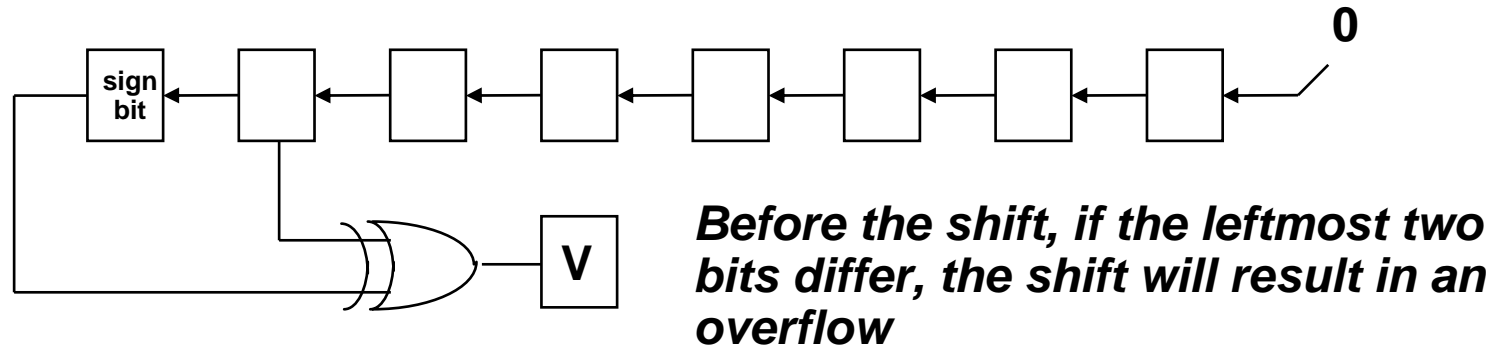 0
sign
bit
V
Before the shift, if the leftmost two
bits differ, the shift will result in an
overflow